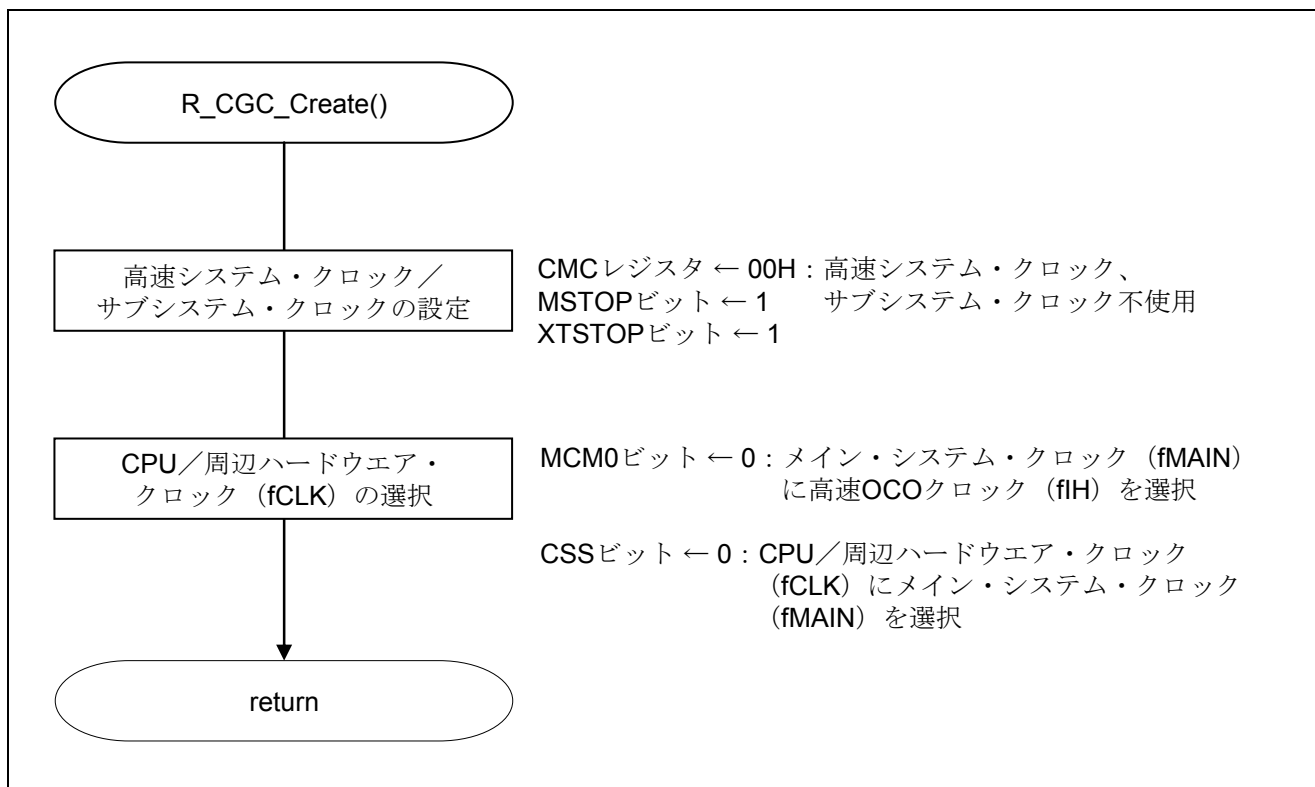 R_CGC_Create()
高速システム・クロック／
サブシステム・クロックの設定
CMCレジスタ ← 00H：高速システム・クロック、
MSTOPビット ← 1　　サブシステム・クロック不使用
XTSTOPビット ← 1
CPU／周辺ハードウエア・
クロック（fCLK）の選択
MCM0ビット ← 0：メイン・システム・クロック（fMAIN）
に高速OCOクロック（fIH）を選択
CSSビット ← 0：CPU／周辺ハードウエア・クロック
（fCLK）にメイン・システム・クロック
（fMAIN）を選択
return